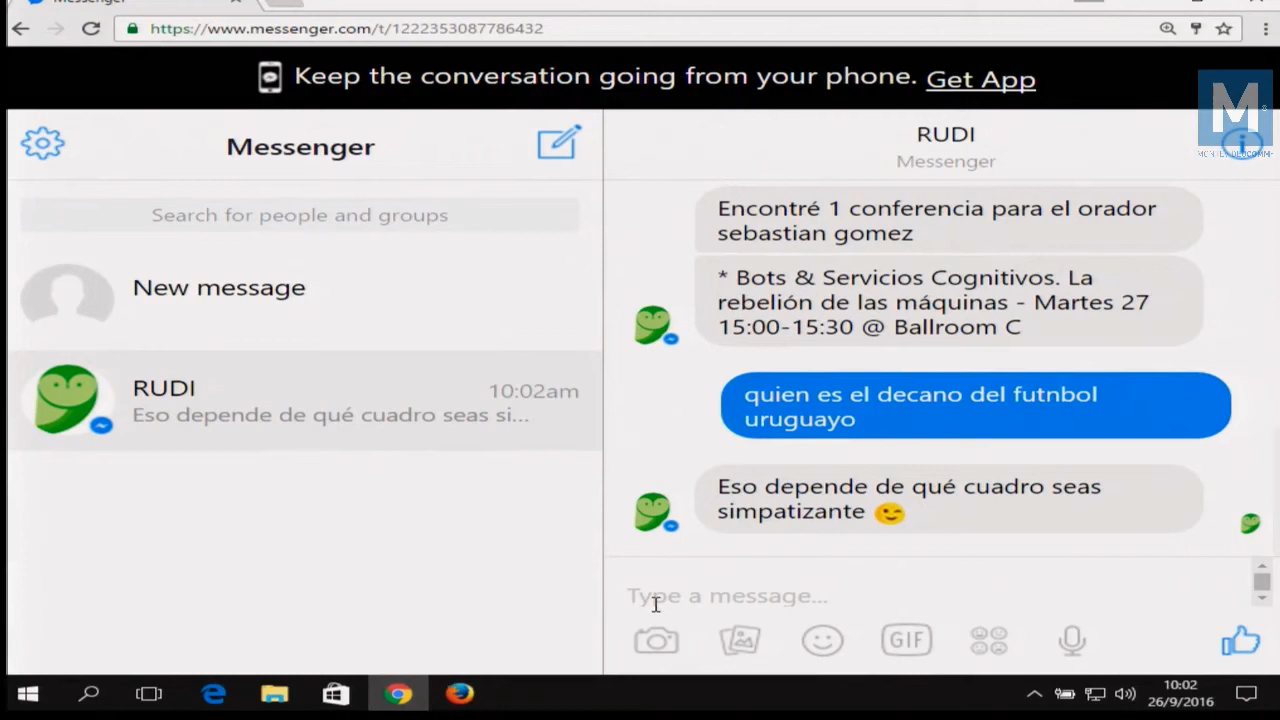 Messenger
https://www.messenger.com/t/1222353087786432
Keep the conversation going from your phone. Get App
M
Messenger
Search for people and groups
New message
RUDI
10:02am
Eso depende de qué cuadro seas si...
RUDI
Messenger
Encontré 1 conferencia para el orador
sebastian gomez
* Bots & Servicios Cognitivos. La
rebelión de las máquinas - Martes 27
15:00-15:30 @ Ballroom C
quien es el decano del futnbol
uruguayo
Eso depende de qué cuadro seas
simpatizante
Type a message...
GIF
10:02
26/9/2016